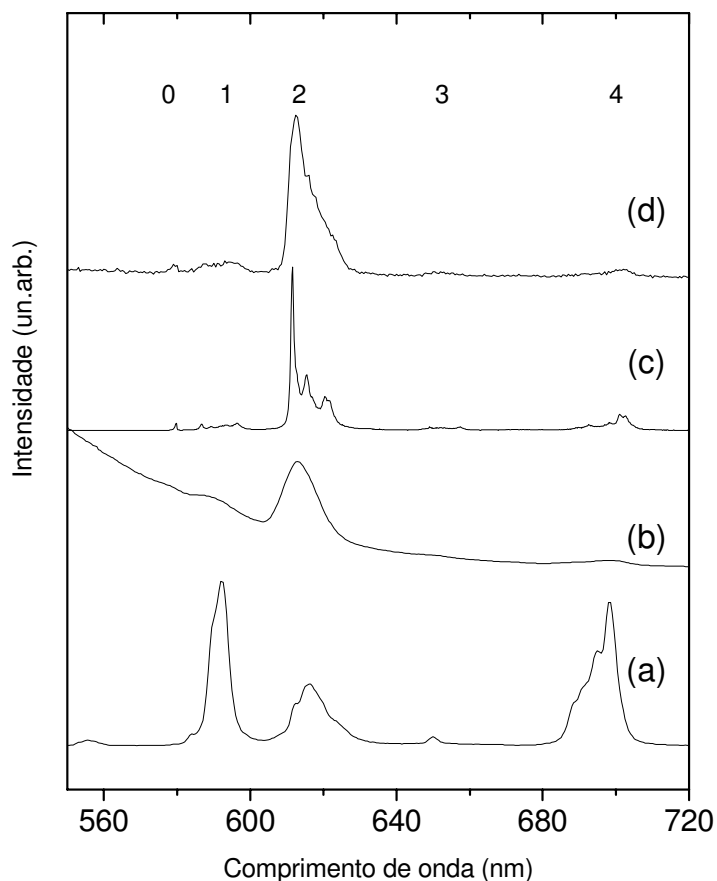 0 1 2 3 4
(d)
(c)
(b)
(a)
Intensidade (un.arb.)
560 600 640 680 720
Comprimento de onda (nm)